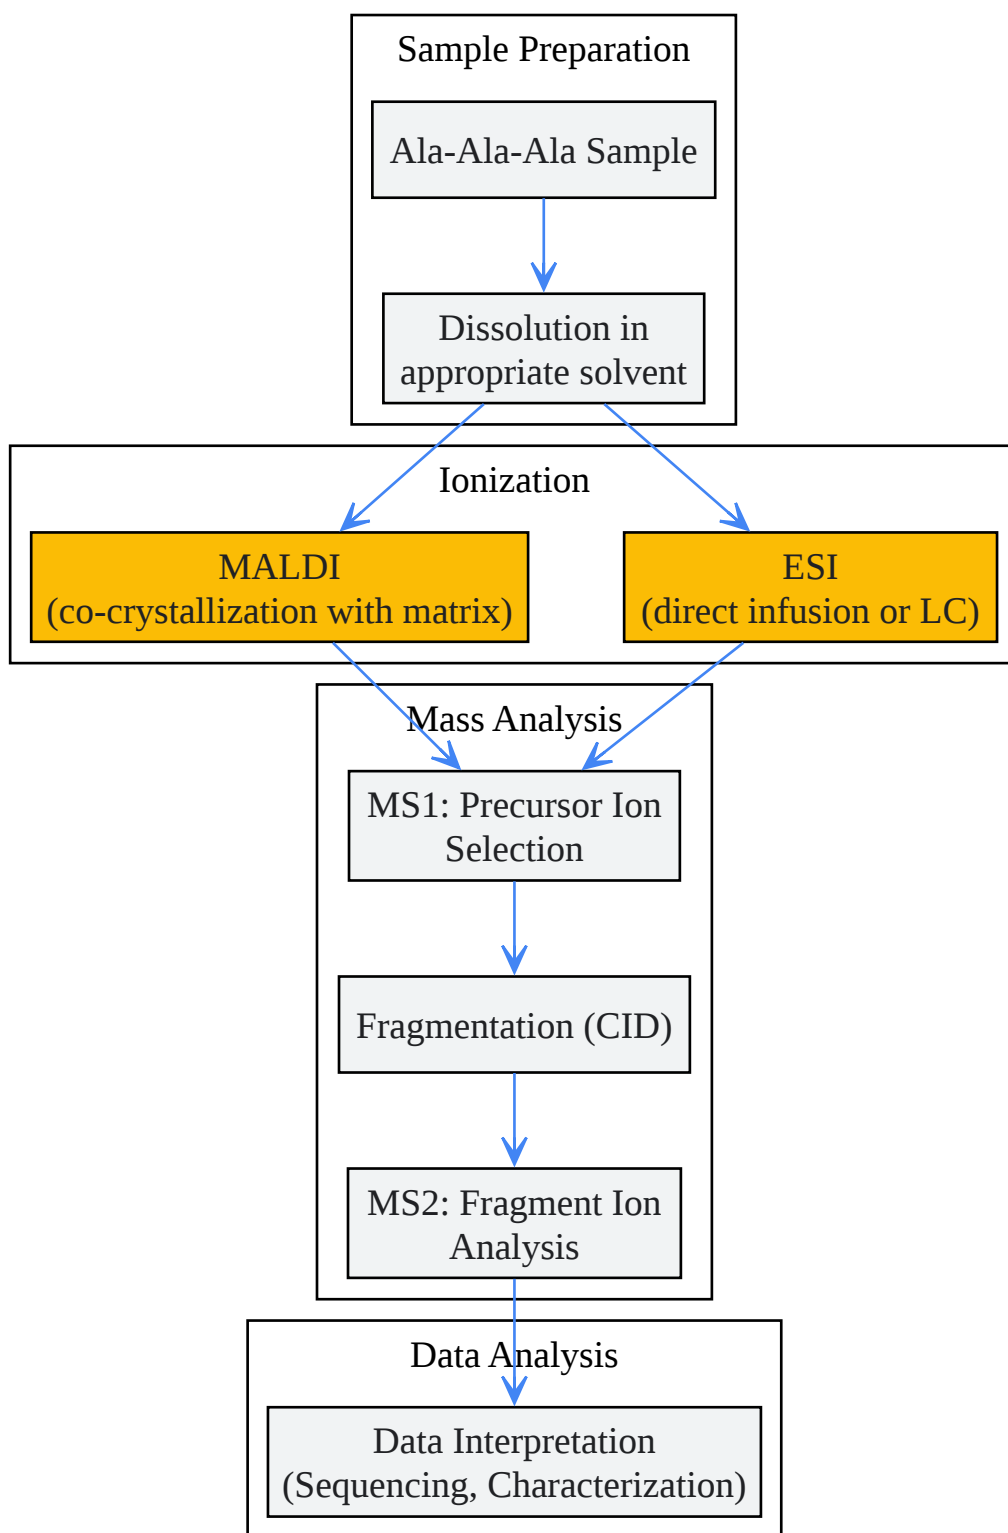 Sample Preparation
Ala-Ala-Ala Sample
Dissolution in
appropriate solvent
Ionization
MALDI
(co-crystallization with matrix)
ESI
(direct infusion or LC)
Mass Analysis
MS1: Precursor Ion
Selection
Fragmentation (CID)
MS2: Fragment Ion
Analysis
Data Analysis
Data Interpretation
(Sequencing, Characterization)